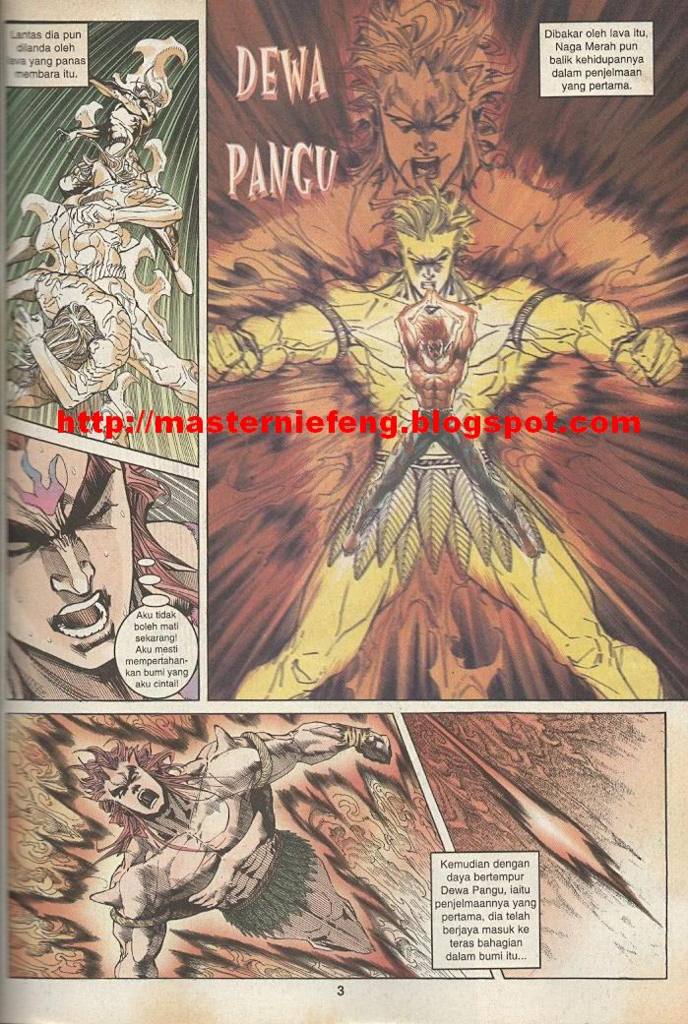 Lantas dia pun
dilanda oleh
lava yang panas
membara itu.
DEWA
PANGU
Dibakar oleh lava itu,
Naga Merah pun
balik kehidupannya
dalam penjelmaan
yang pertama.
http://masterniefeng.blogspot.com
Aku tidak
boleh mati
sekarang!
Aku mesti
mempertahan-
kan bumi yang
aku cintai!
Kemudian dengan
daya bertempur
Dewa Pangu, iaitu
penjelmaannya yang
pertama, dia telah
berjaya masuk ke
teras bahagian
dalam bumi itu...
3